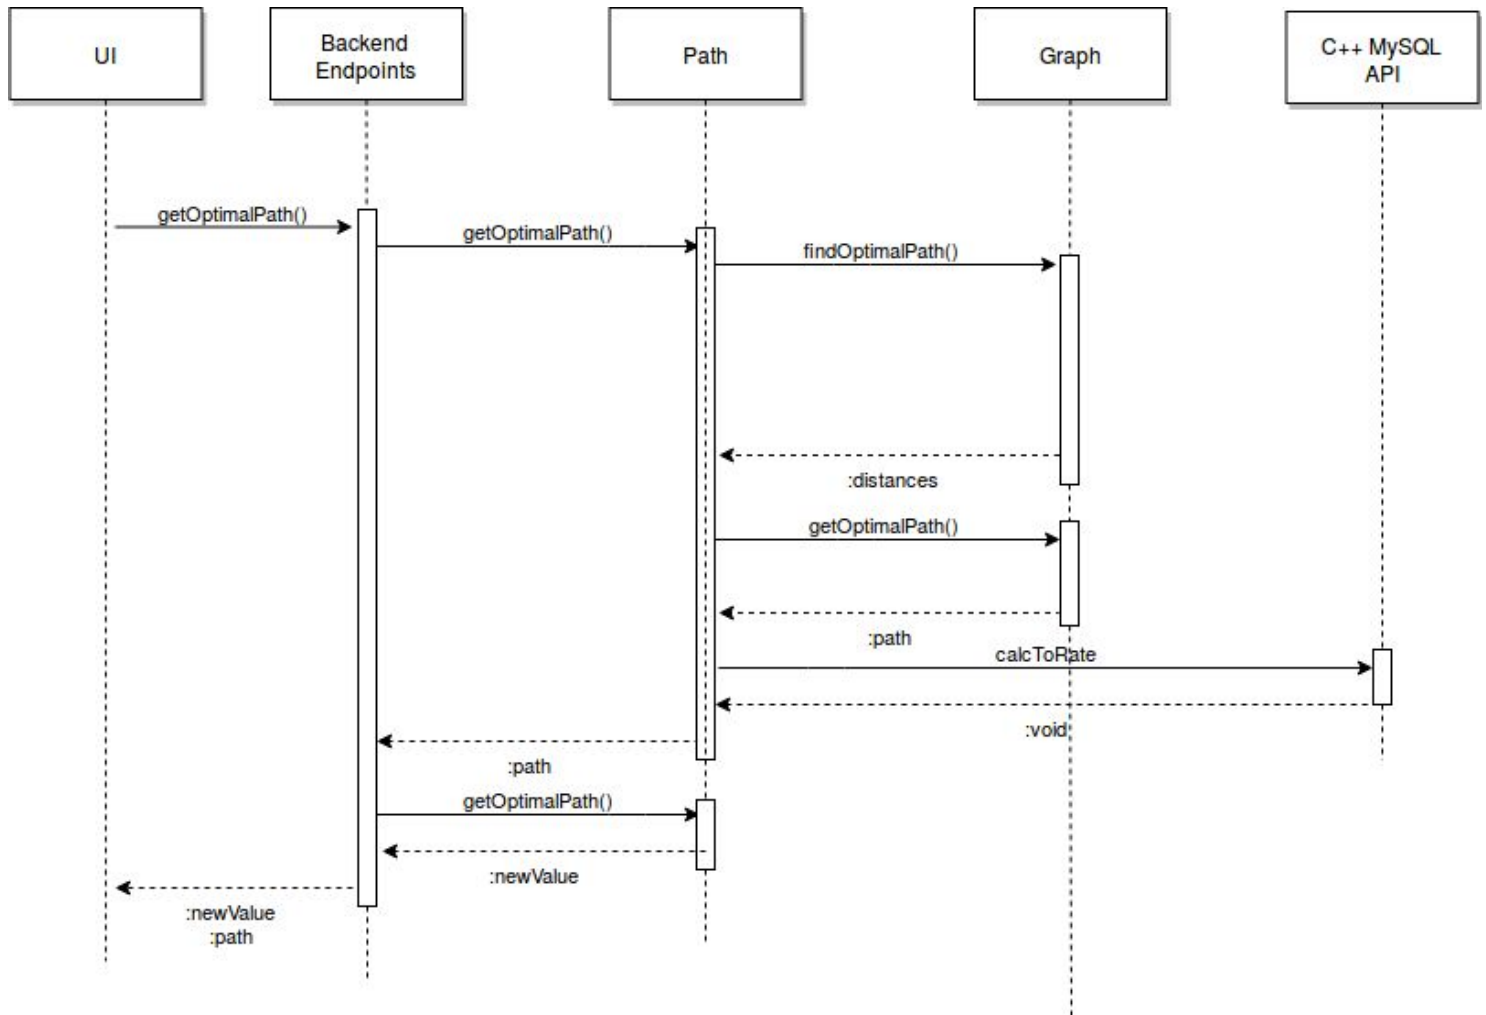 UI
Backend
Endpoints
Path
Graph
C++ MySQL
API
getOptimalPath()
getOptimalPath()
findOptimalPath()
:distances
getOptimalPath()
:path
calcToRate
:void
:path
getOptimalPath()
:newValue
:newValue
:path